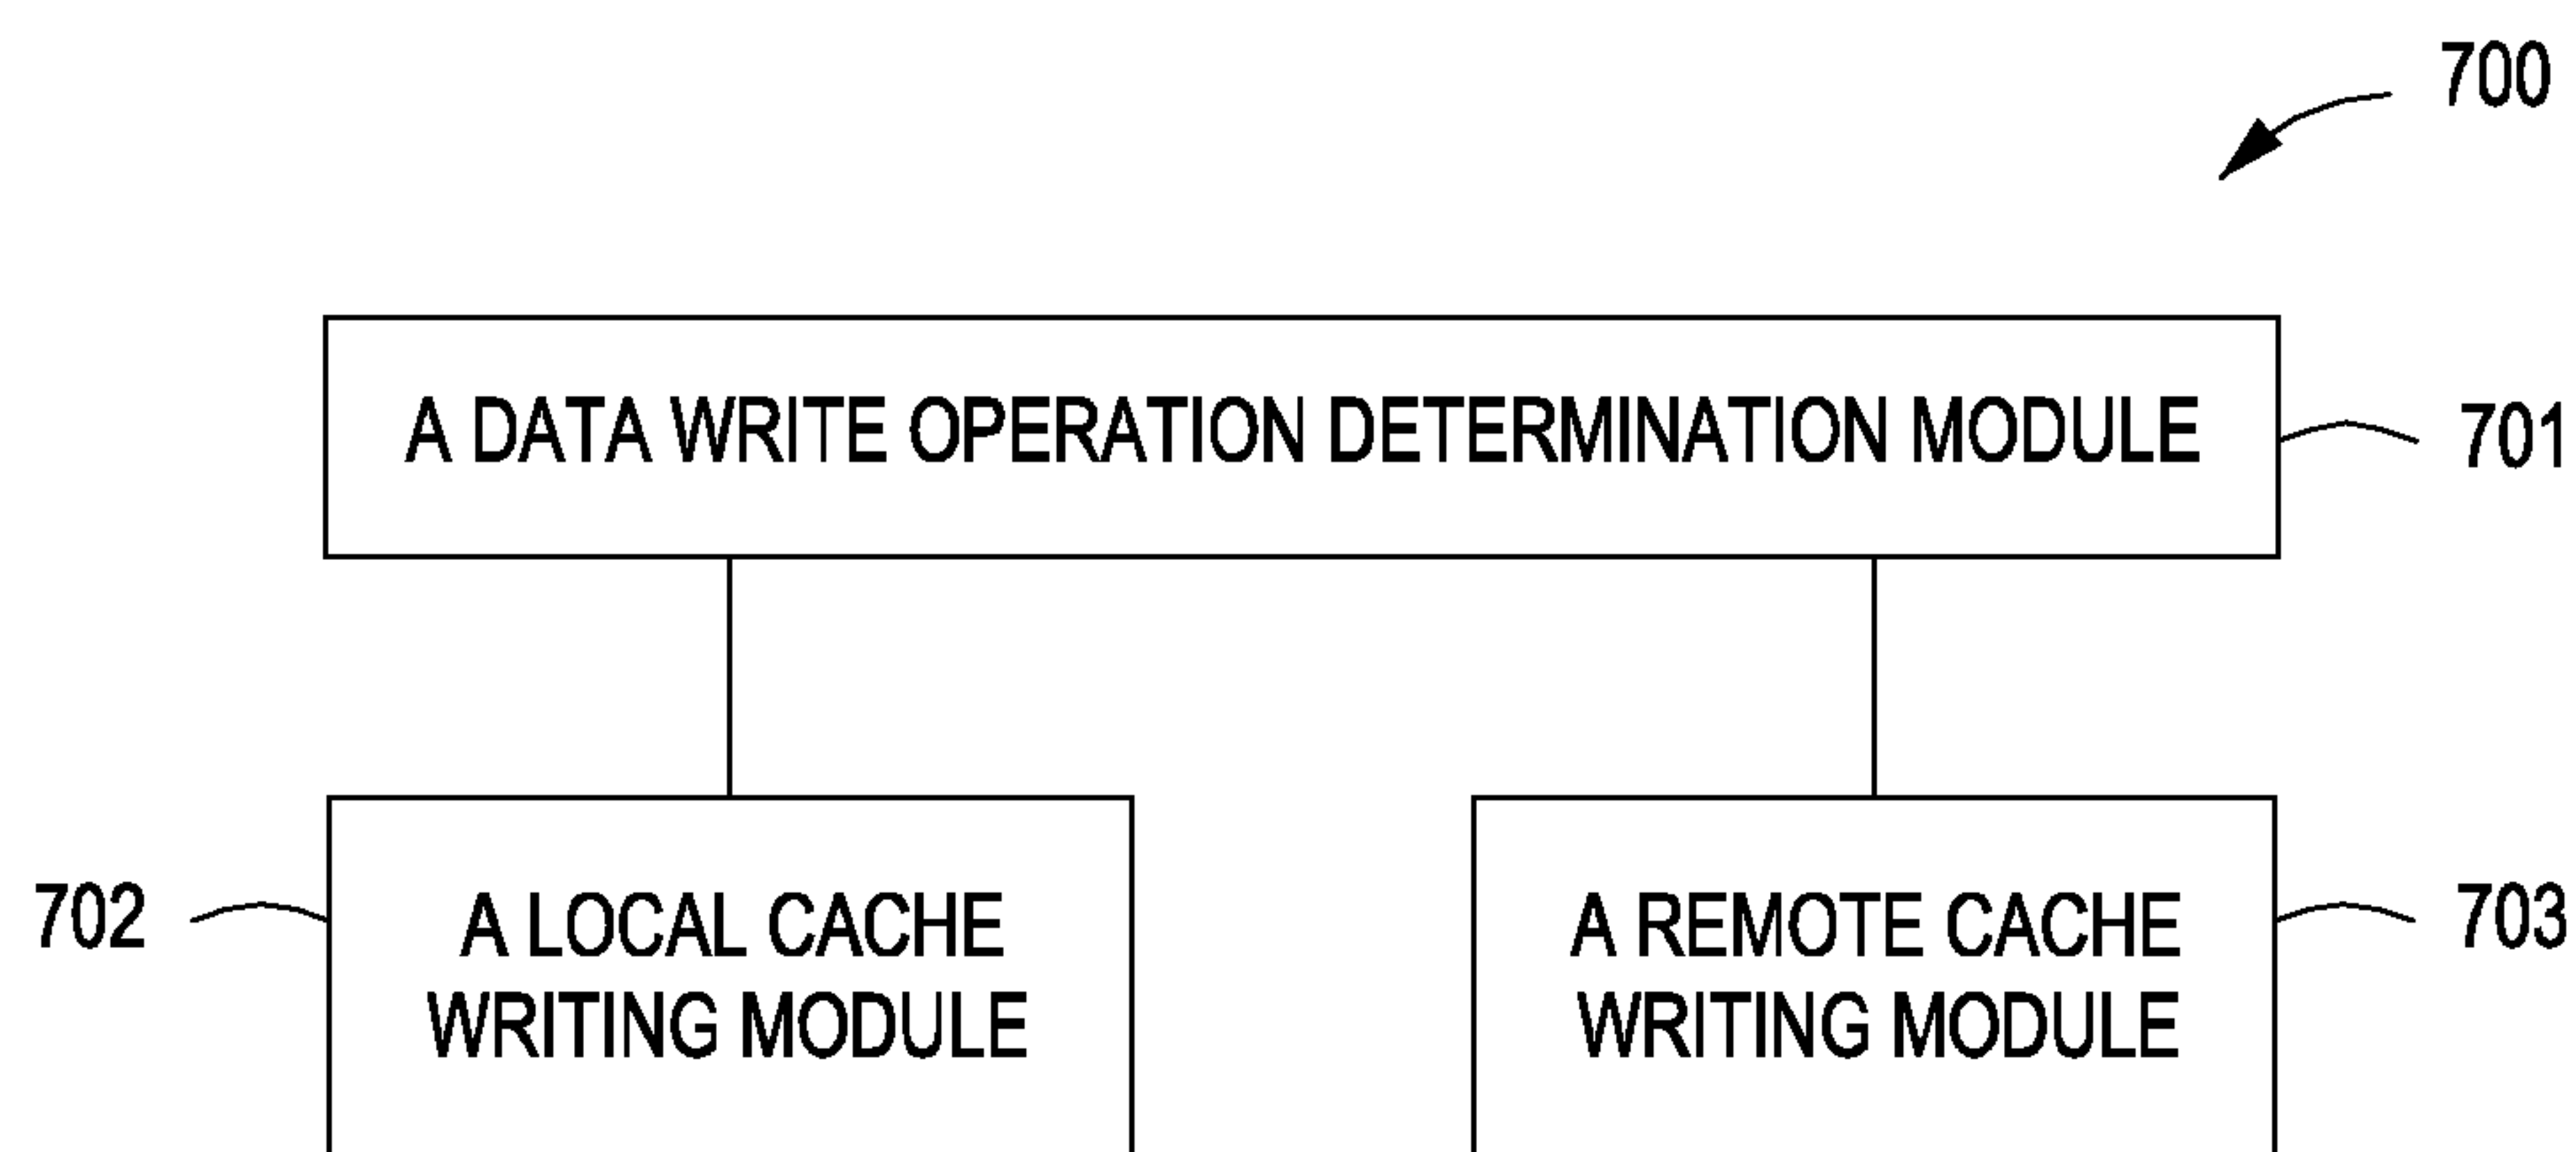 700
A DATA WRITE OPERATION DETERMINATION MODULE
701
702
A LOCAL CACHE
WRITING MODULE
A REMOTE CACHE
WRITING MODULE
703